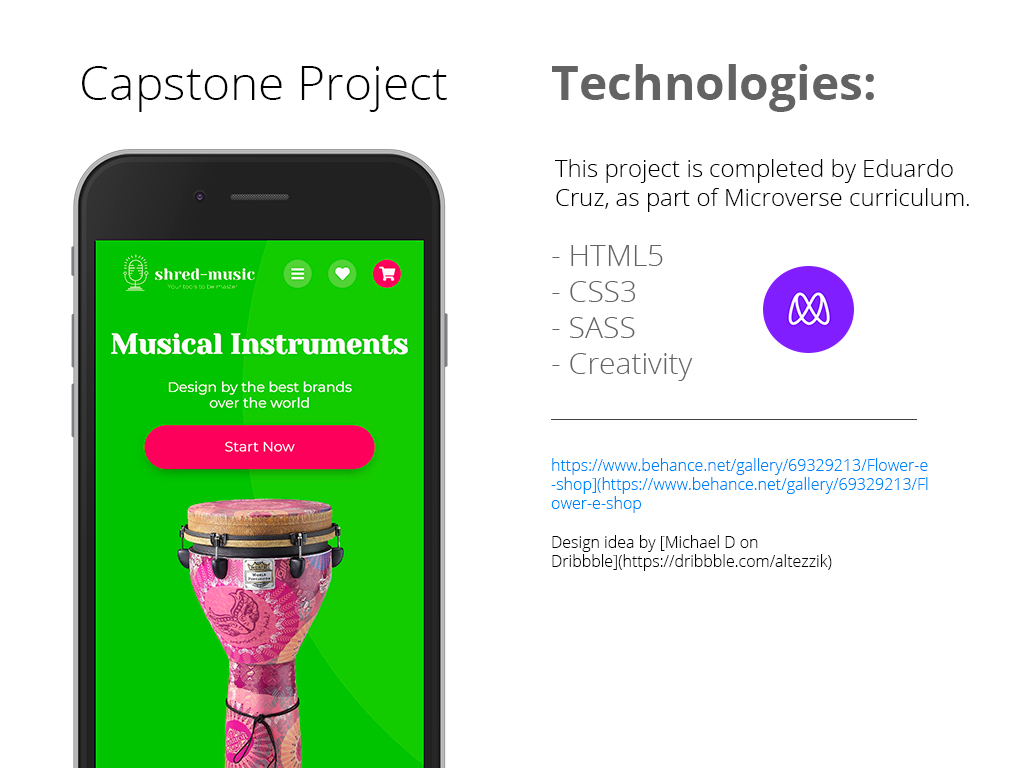 Capstone Project
shred-music
Your tools to be master
Musical Instruments
Design by the best brands
over the world
Start Now
Technologies:
This project is completed by Eduardo
Cruz, as part of Microverse curriculum.
- HTML5
- CSS3
- SASS
- Creativity
https://www.behance.net/gallery/69329213/Flower-e
-shop](https://www.behance.net/gallery/69329213/Fl
ower-e-shop
Design idea by [Michael D on
Dribbble](https://dribbble.com/altezzik)